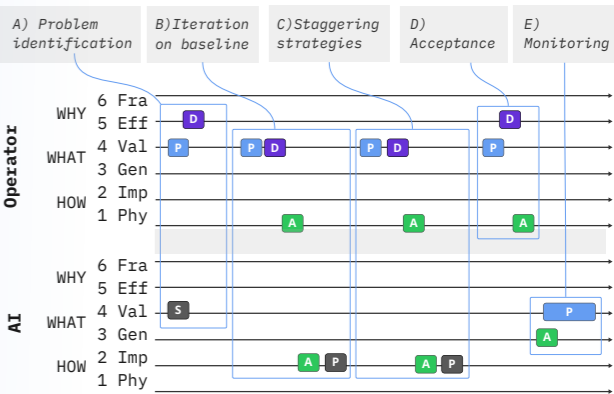 A) Problem
identification
B)Iteration
on baseline
C)Staggering
strategies
D)
Acceptance
E)
Monitoring
Operator
WHY
WHAT
HOW
6 Fra
5 Eff
4 Val
3 Gen
2 Imp
1 Phy
D
P
P D
P D
D
P
A
A
A
AI
WHY
WHAT
HOW
6 Fra
5 Eff
4 Val
3 Gen
2 Imp
1 Phy
S
P
A
A P
A P